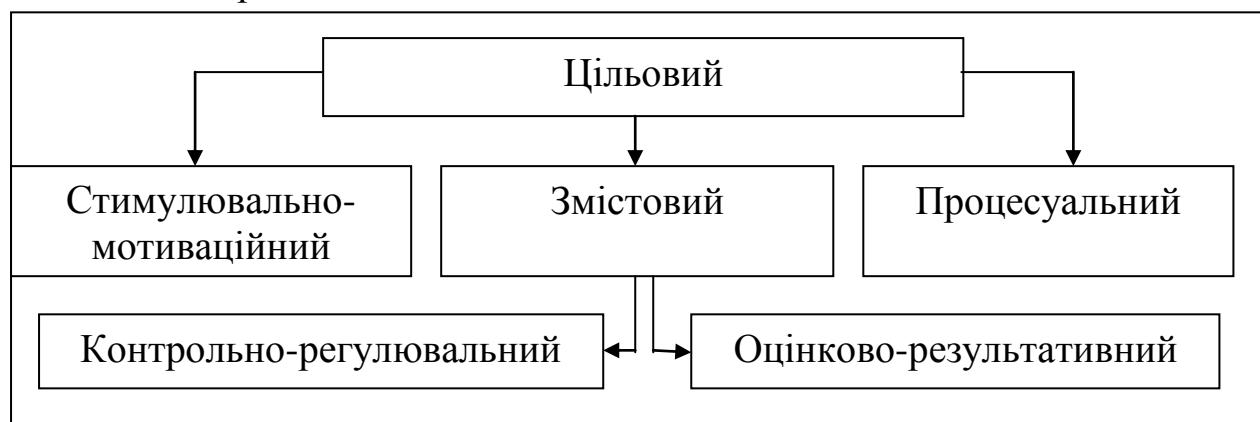 Цільовий
Стимулювально-
мотиваційний
Змістовий
Процесуальний
Контрольно-регулювальний
Оцінково-результативний